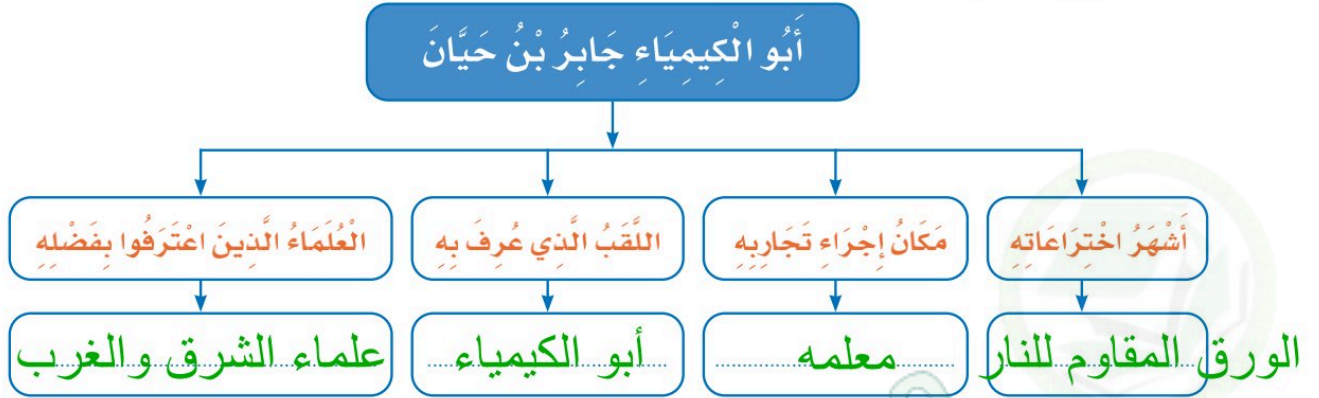 أَبُو الْكِيمِيَاءِ جَابِرُ بْنُ حَيَّانَ
أَشْهَرُ اخْتِرَاعَاتِهِ
مَكَانُ إِجْرَاءِ تَجَارِبِهِ
اللَّقَبُ الَّذِي عُرِفَ بِهِ
الْعُلَمَاءُ الَّذِينَ اعْتَرَفُوا بِفَضْلِهِ
الورق المقاوم للنار
معلمه
أبو الكيمياء
علماء الشرق والغرب